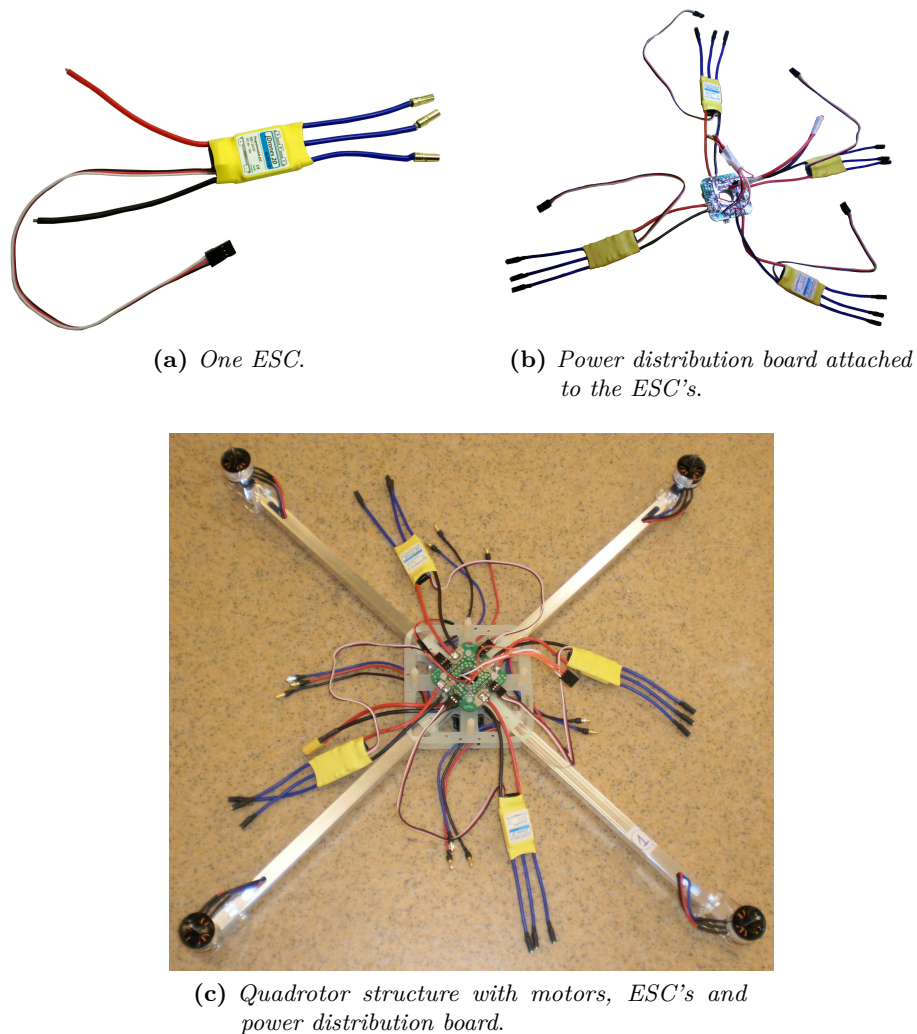 (a) One ESC.
(b) Power distribution board attached
to the ESC's.
(c) Quadrotor structure with motors, ESC's and
power distribution board.